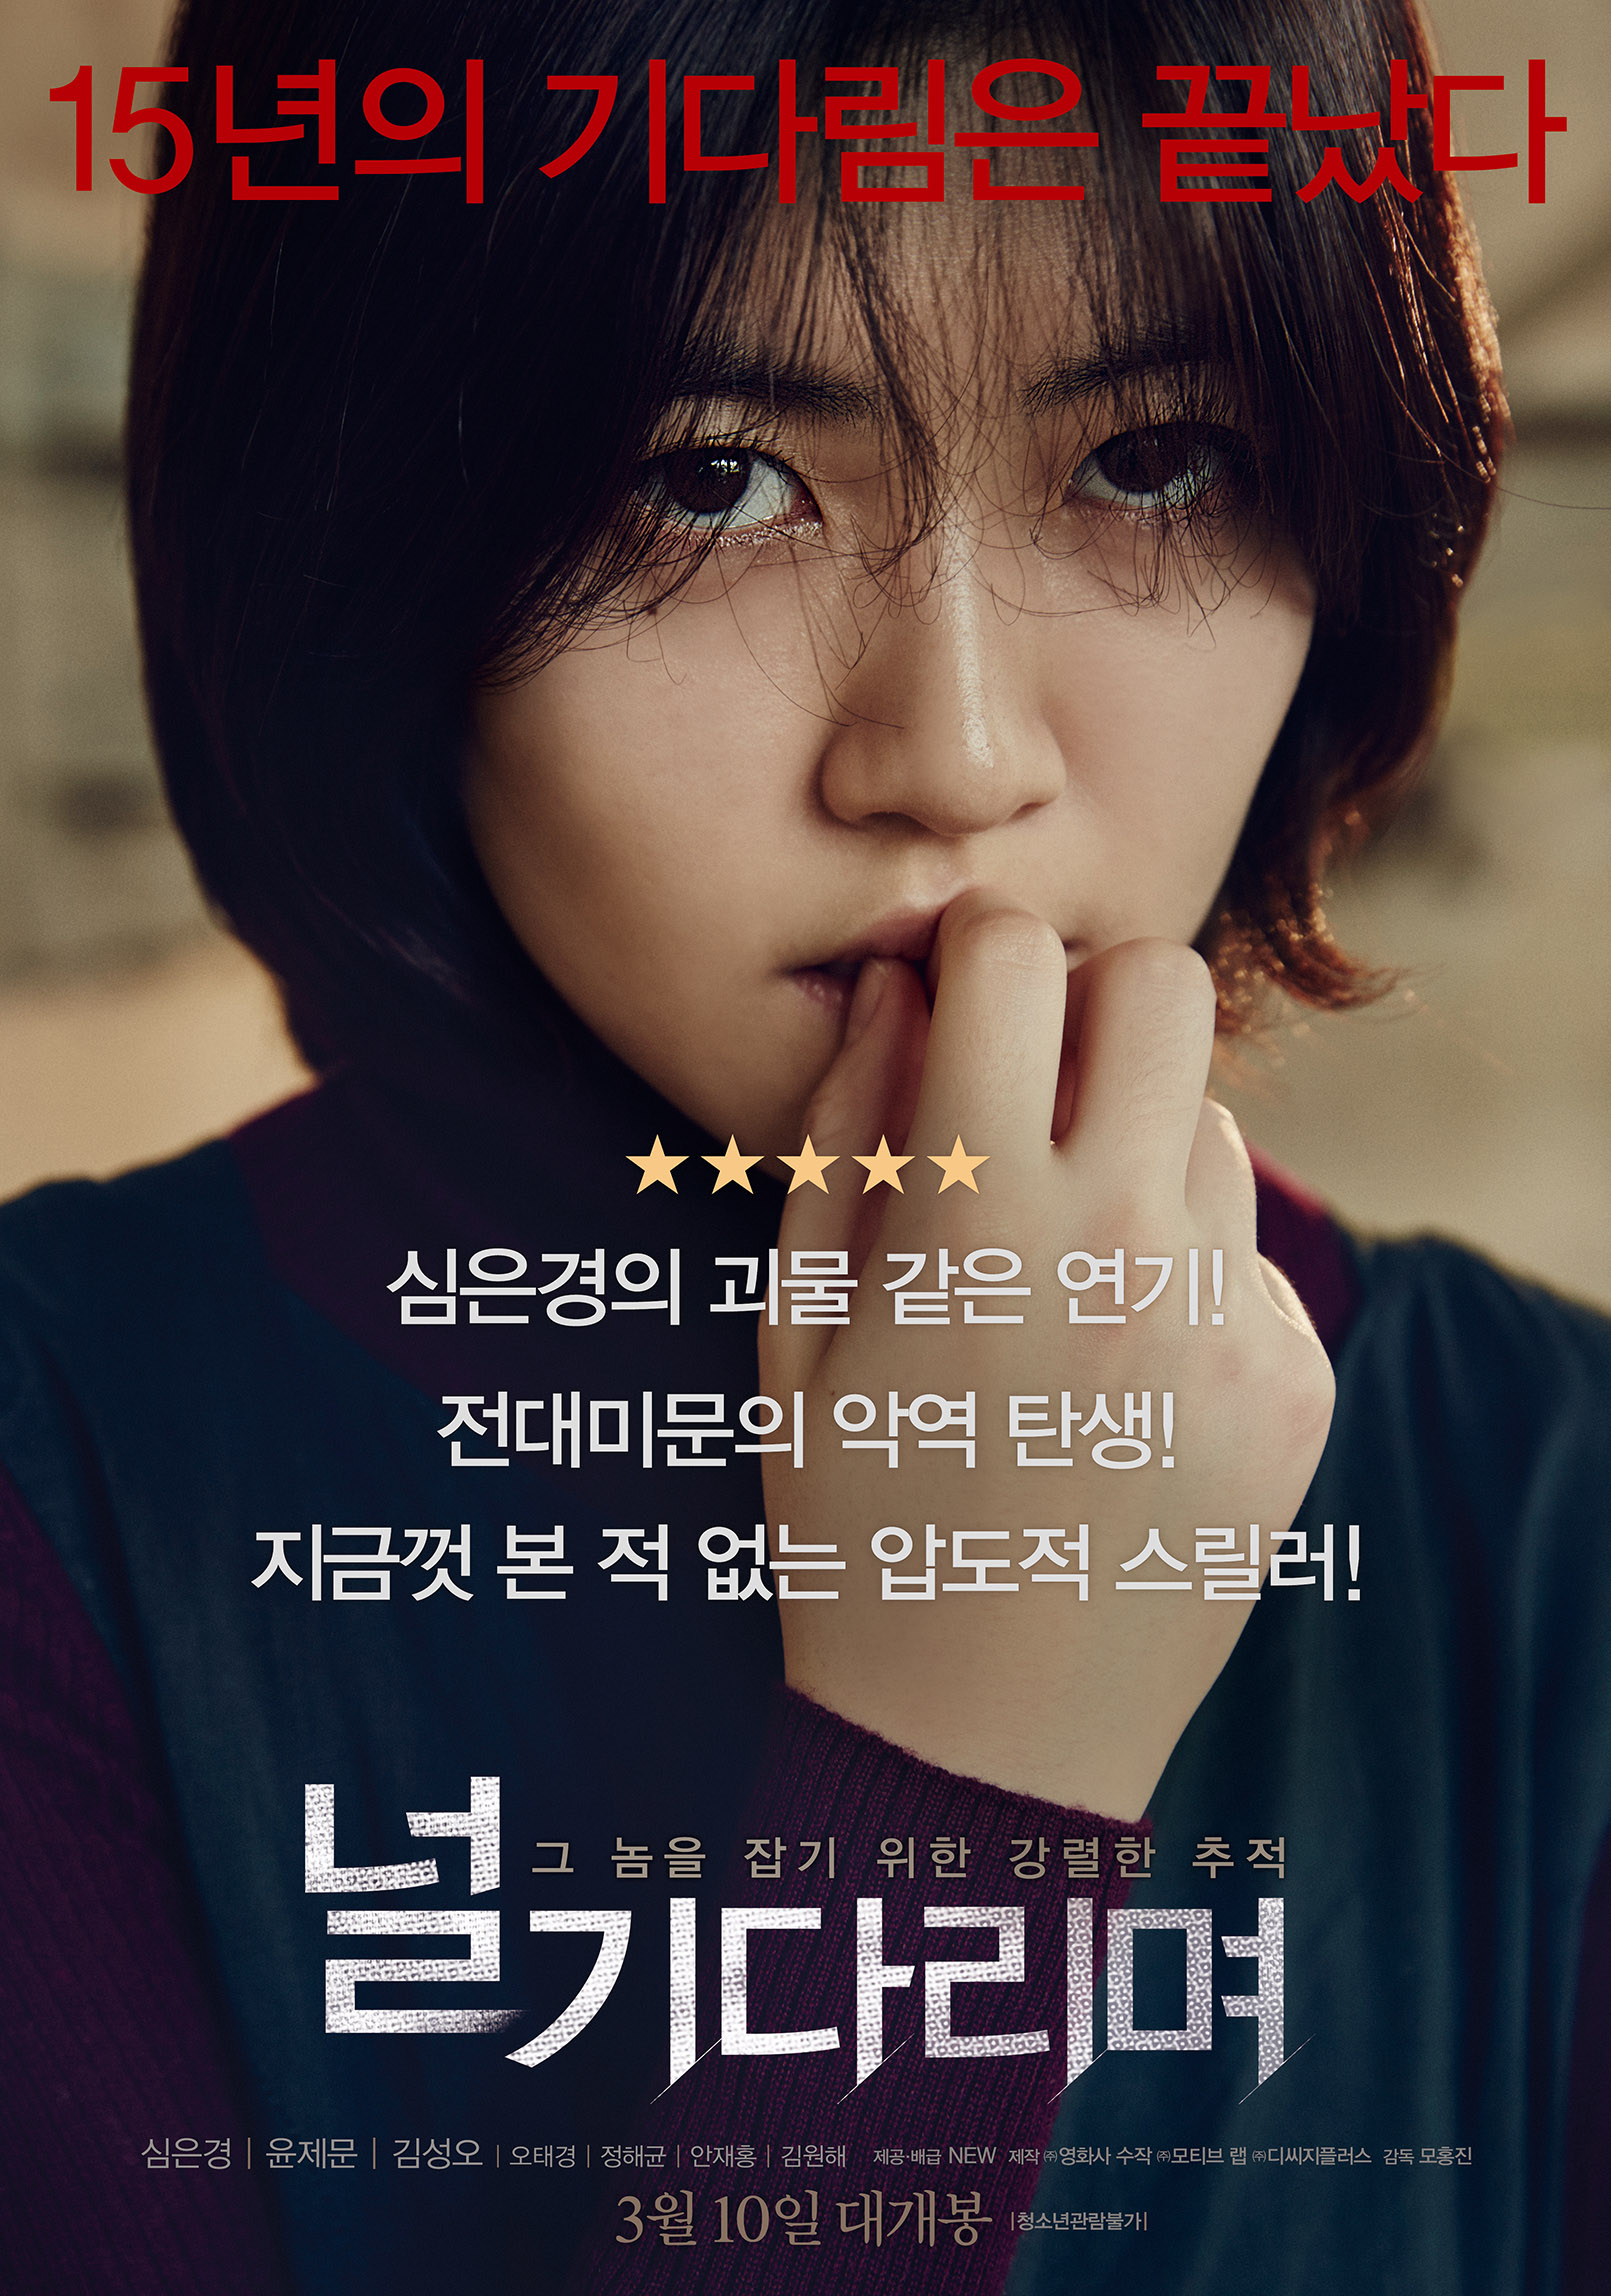 15년의 기다림은 끝났다
★★★★★
심은경의 괴물 같은 연기!
전대미문의 악역 탄생!
지금껏 본 적 없는 압도적 스릴러!
그 놈을 잡기 위한 강렬한 추적
널 기다리며
심은경 | 윤제문 | 김성오 | 오태경 | 정해균 | 안재홍 | 김원해 제공·배급 NEW 제작 ㈜영화사 수작 ㈜모티브 랩 ㈜디씨지플러스 감독 모홍진
3월 10일 대개봉 |청소년관람불가|